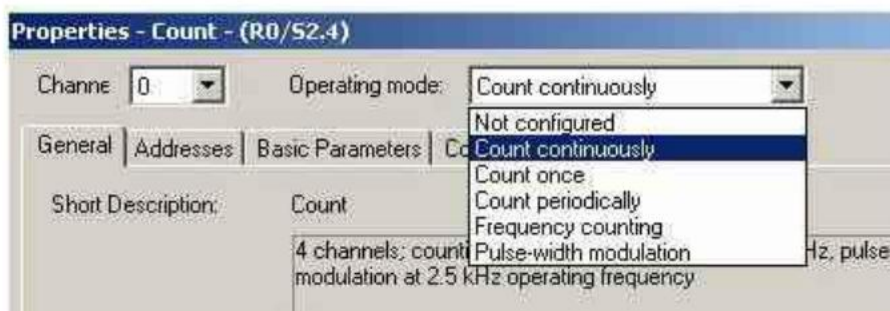 Properties - Count - (R0/S2.4)
Channe 0 Operating mode: Count continuously
Not configured
General Addresses Basic Parameters Co Count continuously
Count once
Short Description: Count Count periodically
Frequency counting
4 channels; counti Pulse-width modulation Hz, pulse
modulation at 2.5 kHz operating frequency